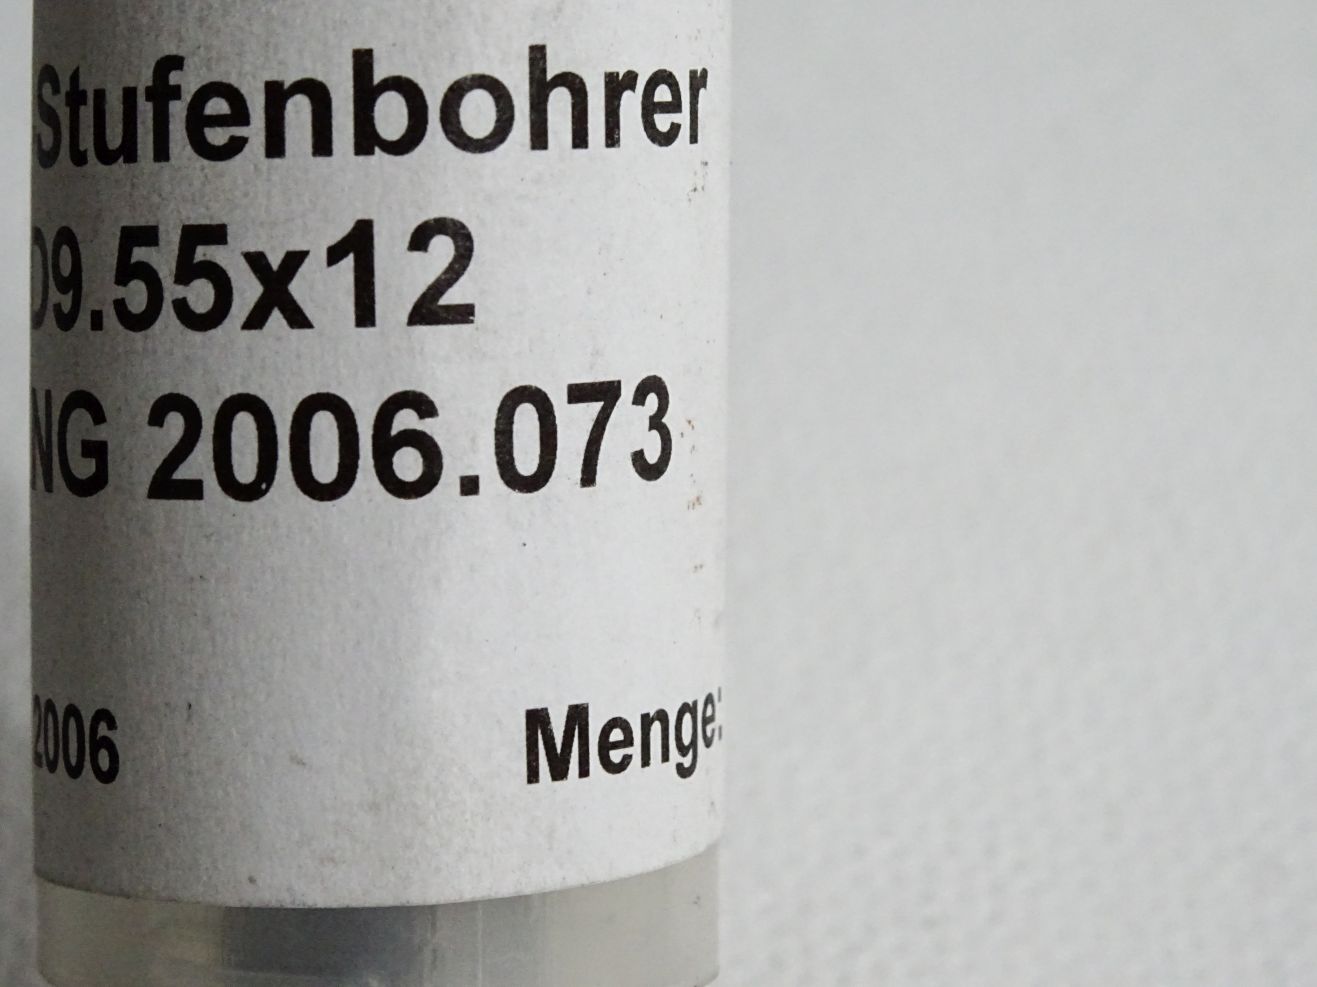 Stufenbohrer
D9.55x12
NG 2006.073
2006 Menge: